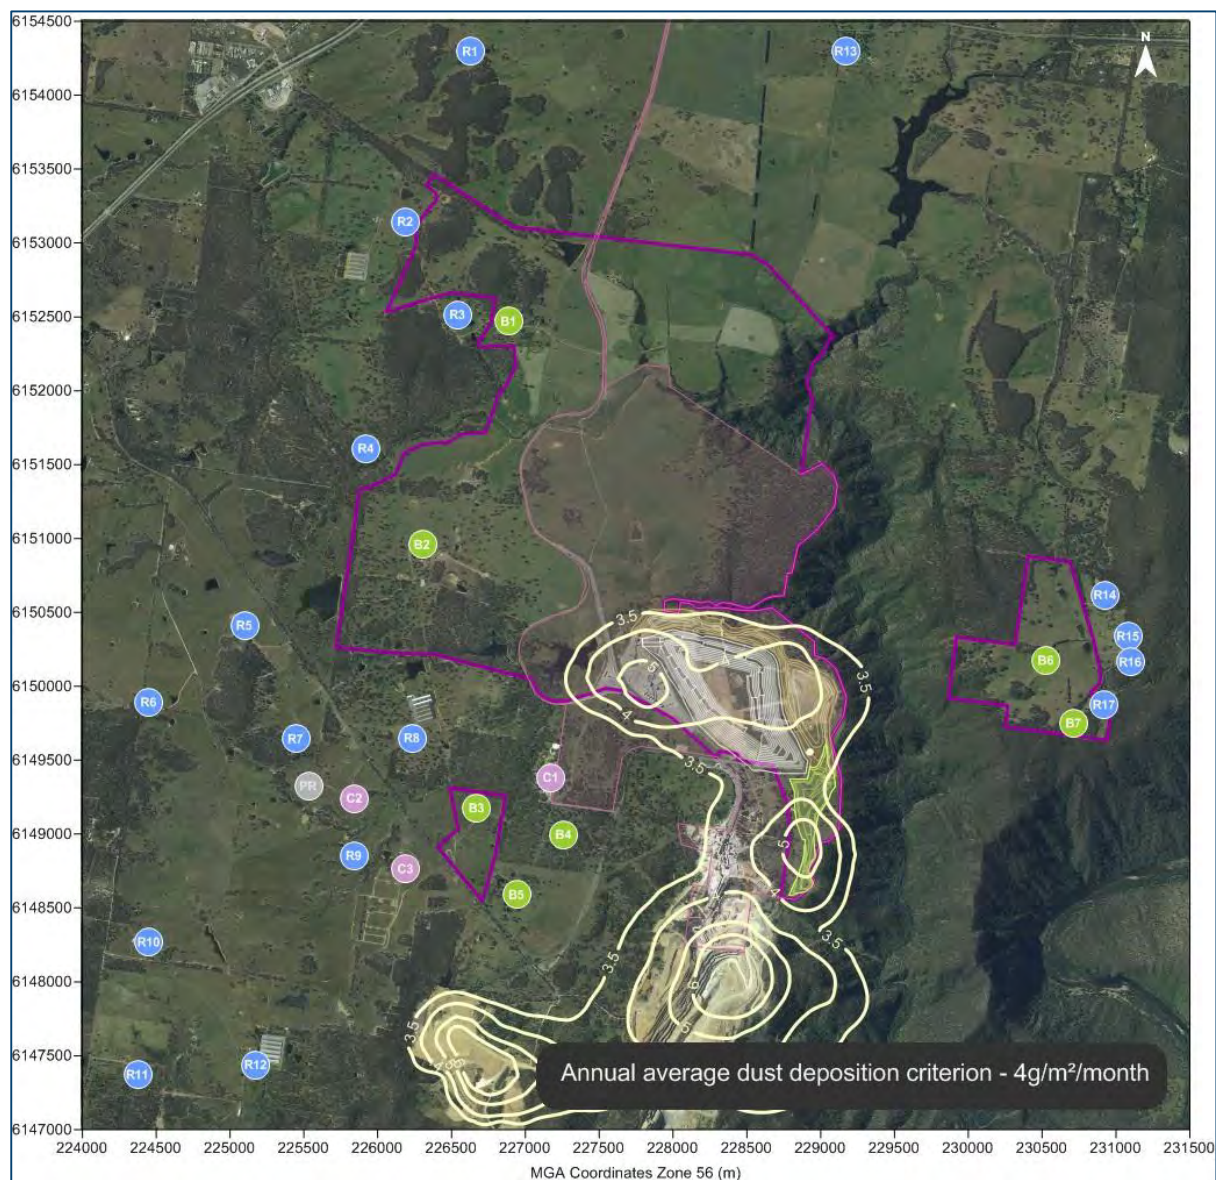 6154500
R1
R13
N
6154000
6153500
R2
6153000
6152500
R3
B1
6152000
R4
6151500
B2
6151000
6150500
R14
R5
3.5
R15
B6
R16
6150000
5
4
3.5
R6
R17
B7
R7
R8
6149500
3.5
C1
PR
C2
B3
6149000
B4
5
R9
C3
4
6148500
B5
R10
3.5
3.5
6148000
6
3.5
5
6147500
R12
R11
Annual average dust deposition criterion - 4g/m²/month
6147000
224000 224500 225000 225500 226000 226500 227000 227500 228000 228500 229000 229500 230000 230500 231000 231500
MGA Coordinates Zone 56 (m)